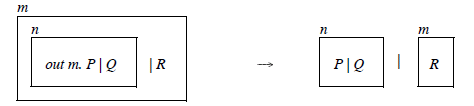 m
n n m
out m. P | Q | R → P | Q | R